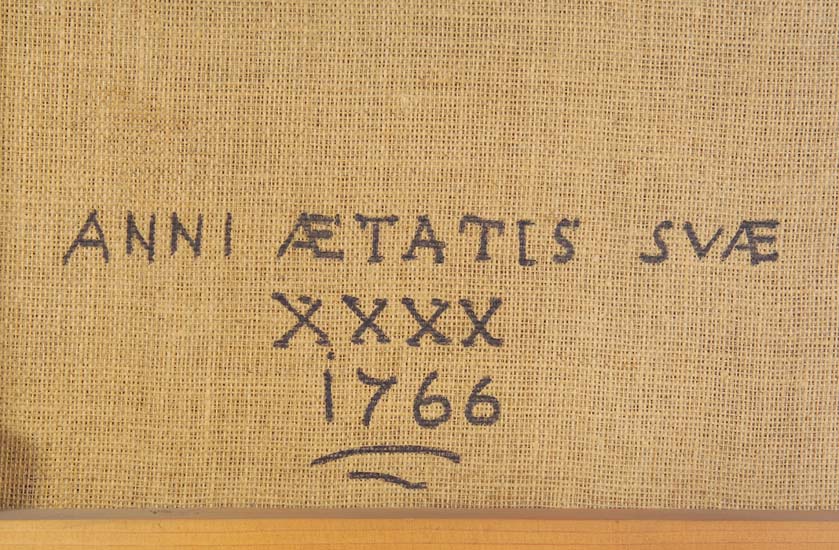 ANNI ÆTATIS SVÆ
XXXX
1766